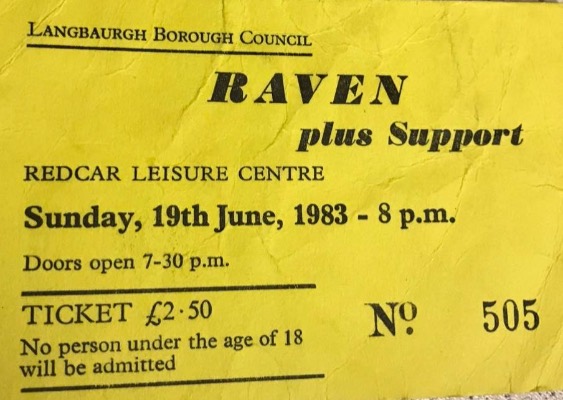 Langbaurgh Borough Council
RAVEN
plus Support
REDCAR LEISURE CENTRE
Sunday, 19th June, 1983 - 8 p.m.
Doors open 7-30 p.m.
TICKET £2·50
No person under the age of 18
will be admitted
Nº 505